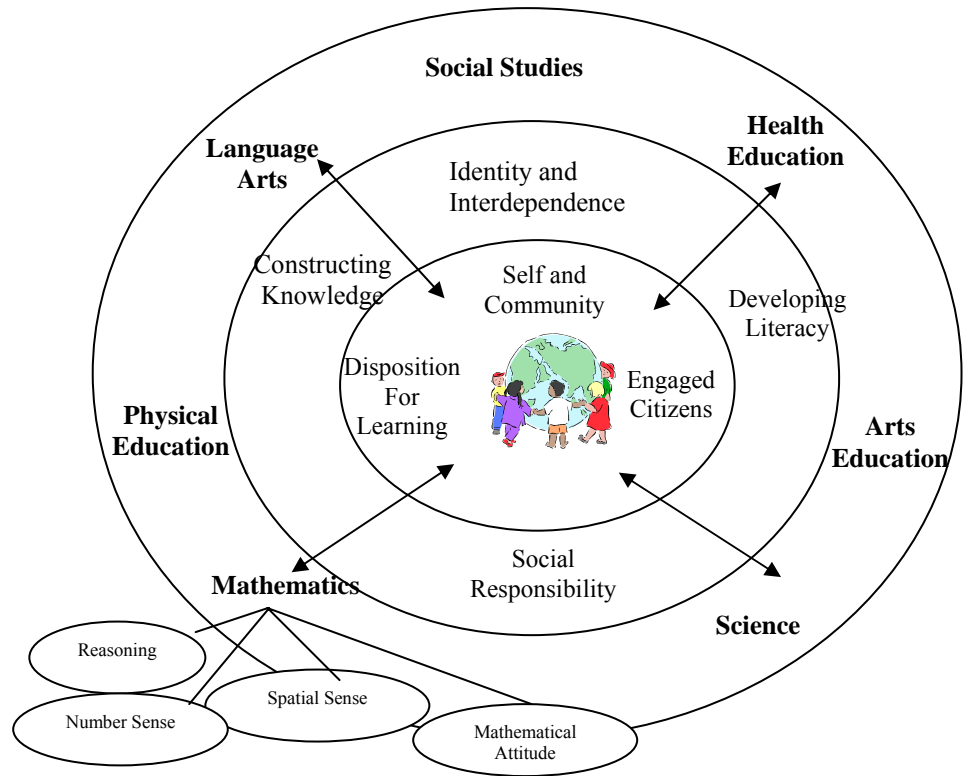 Social Studies
Language
Arts
Health
Education
Identity and
Interdependence
Constructing
Knowledge
Self and
Community
Developing
Literacy
Disposition
For
Learning
Engaged
Citizens
Physical
Education
Arts
Education
Social
Responsibility
Mathematics
Science
Reasoning
Spatial Sense
Number Sense
Mathematical
Attitude